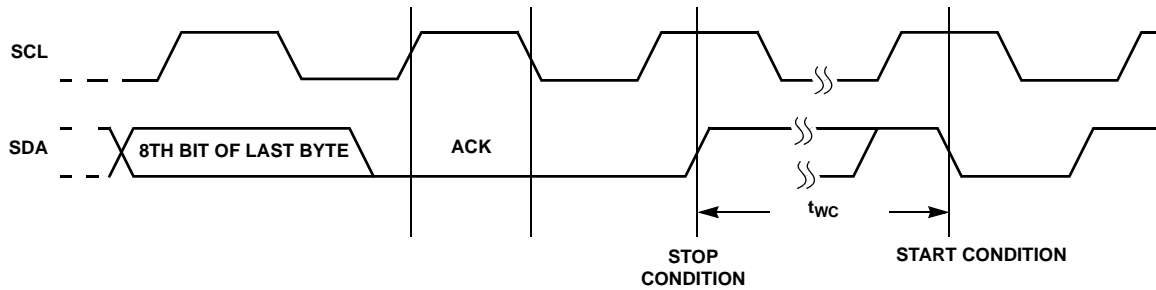 SCL
SDA
8TH BIT OF LAST BYTE
ACK
tWC
STOP
CONDITION
START CONDITION